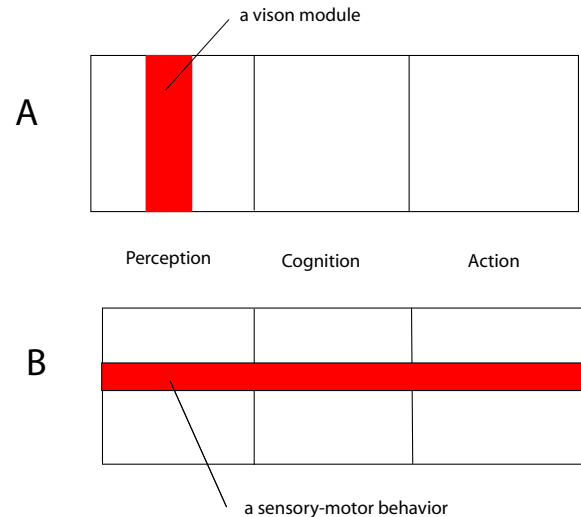 a vison module
A
Perception Cognition Action
B
a sensory-motor behavior